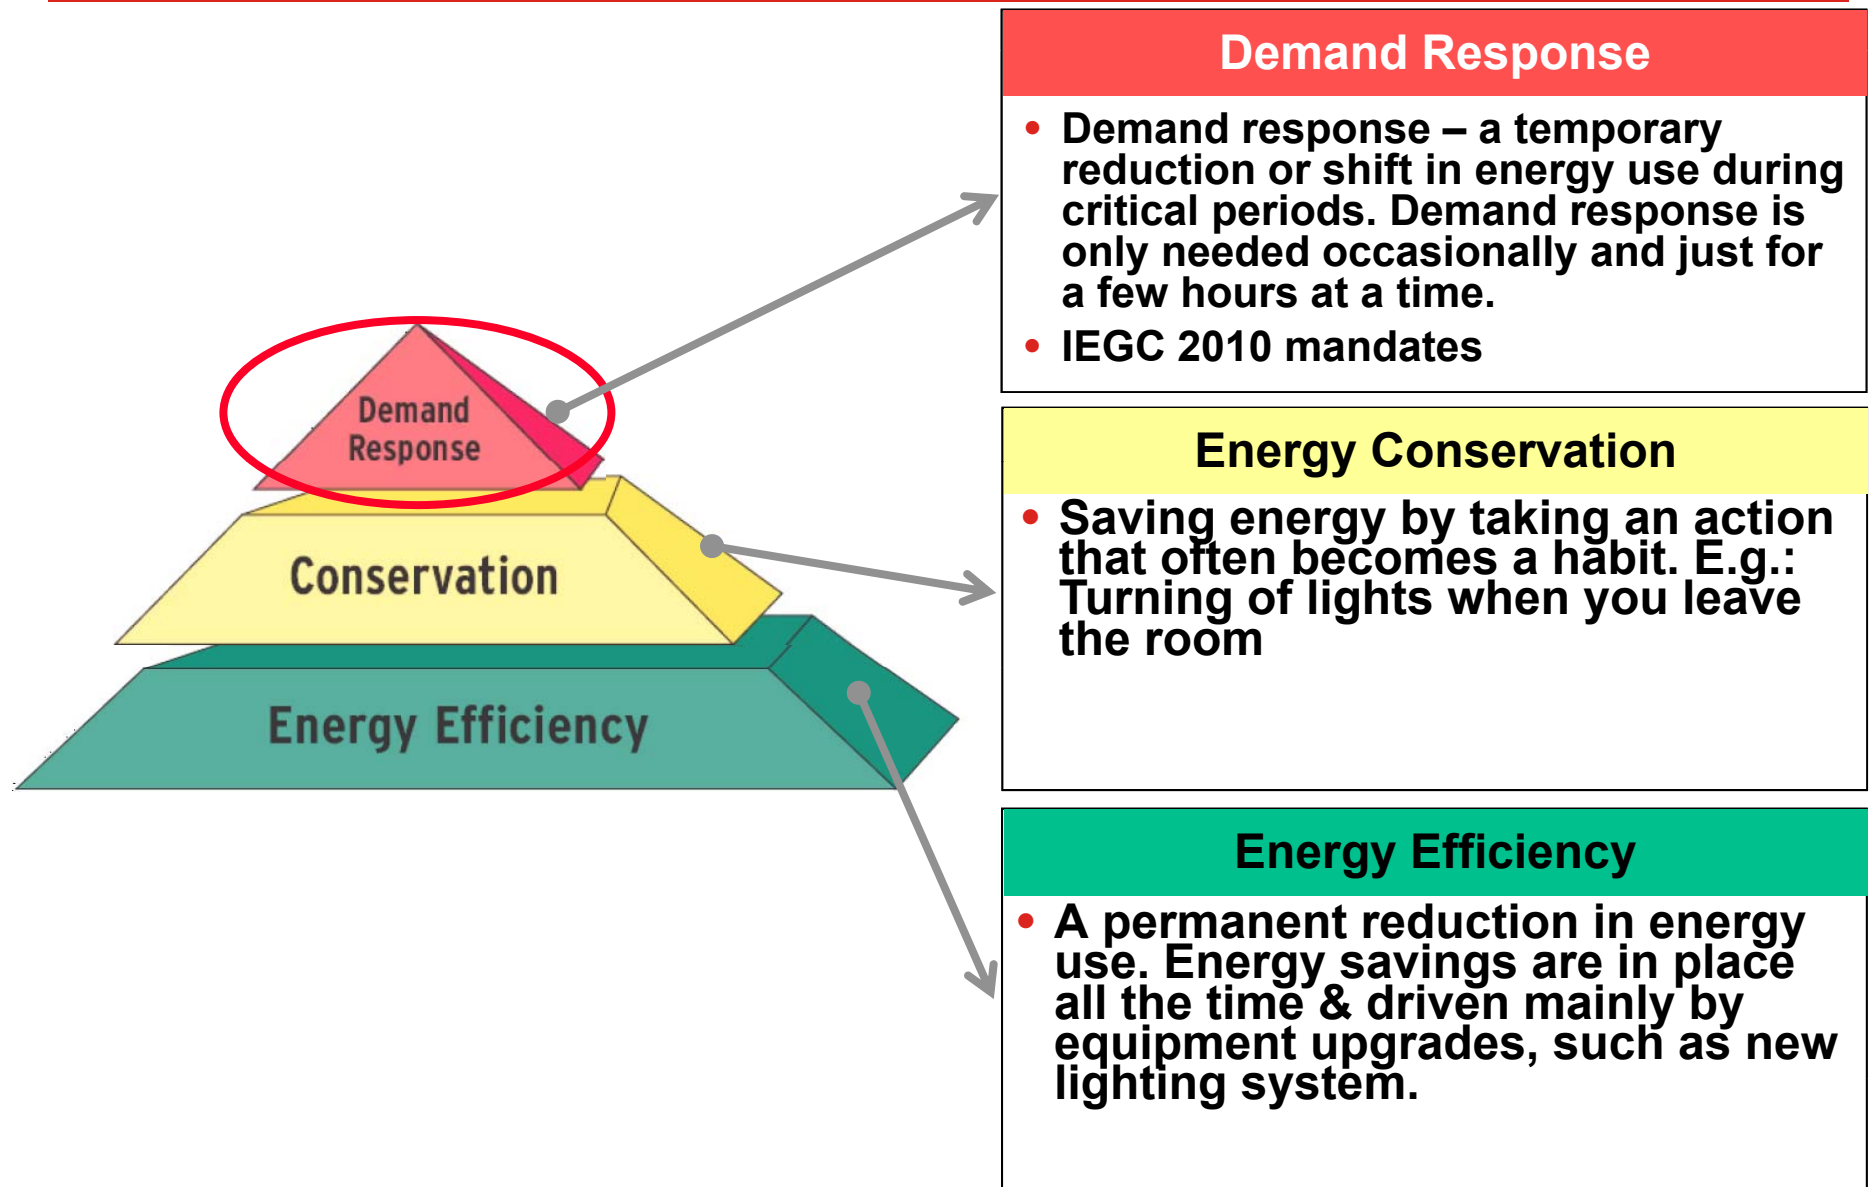 Demand Response
• Demand response – a temporary
reduction or shift in energy use during
critical periods. Demand response is
only needed occasionally and just for
a few hours at a time.
• IEGC 2010 mandates
Demand
Response
Conservation
Energy Efficiency
Energy Conservation
• Saving energy by taking an action
that often becomes a habit. E.g.:
Turning of lights when you leave
the room
Energy Efficiency
• A permanent reduction in energy
use. Energy savings are in place
all the time & driven mainly by
equipment upgrades, such as new
lighting system.